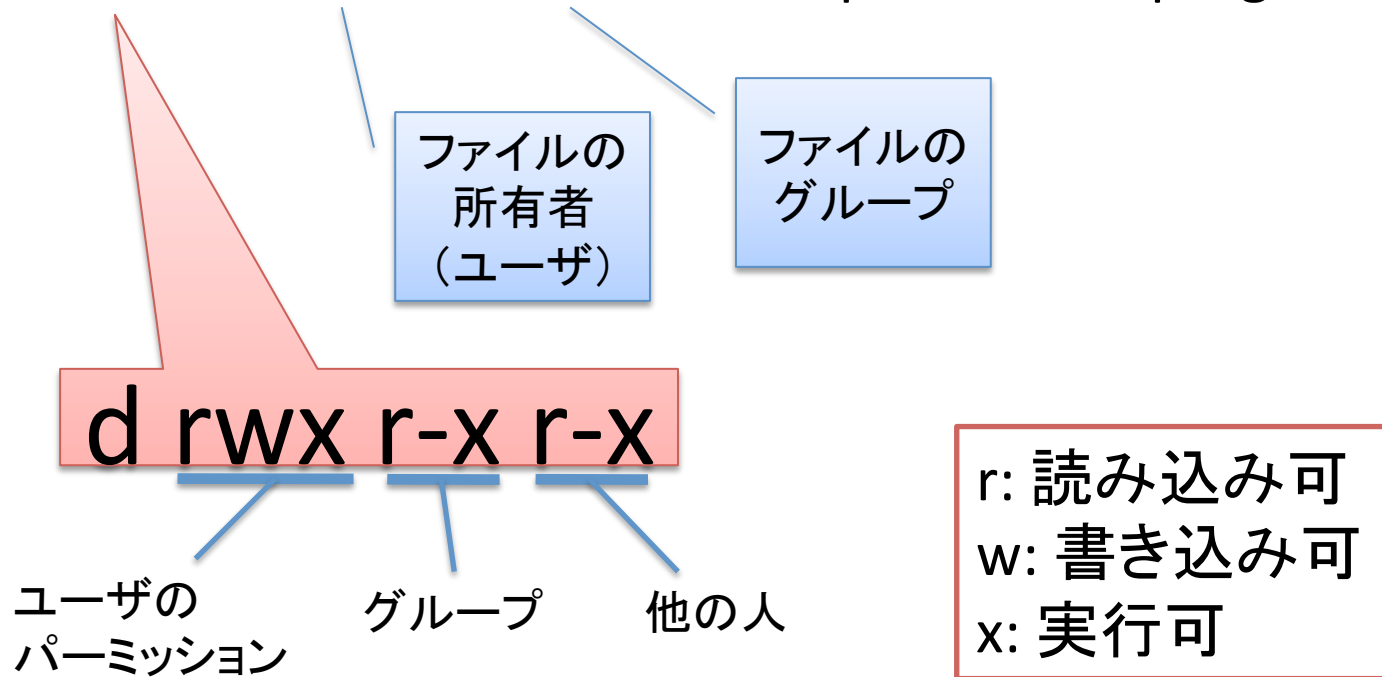 ファイルの
所有者
（ユーザ）
ファイルの
グループ
d rwx r-x r-x
ユーザの
パーミッション
グループ
他の人
r: 読み込み可
w: 書き込み可
x: 実行可